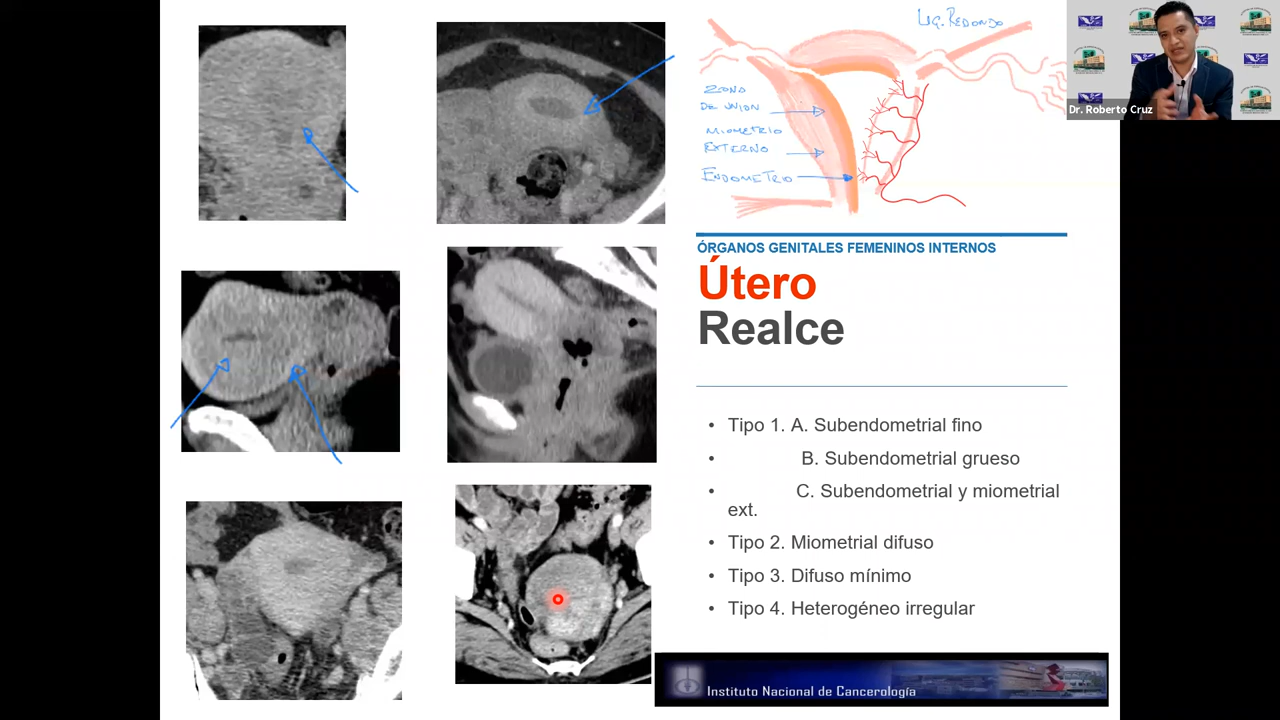 LIG. REDONDO
ZONA
DE UNION
MIOMETRIO
EXTERNO
ENDOMETRIO
Dr. Roberto Cruz
ÓRGANOS GENITALES FEMENINOS INTERNOS
Útero
Realce
• Tipo 1. A. Subendometrial fino
• B. Subendometrial grueso
• C. Subendometrial y miometrial
ext.
• Tipo 2. Miometrial difuso
• Tipo 3. Difuso mínimo
• Tipo 4. Heterogéneo irregular
Instituto Nacional de Cancerología